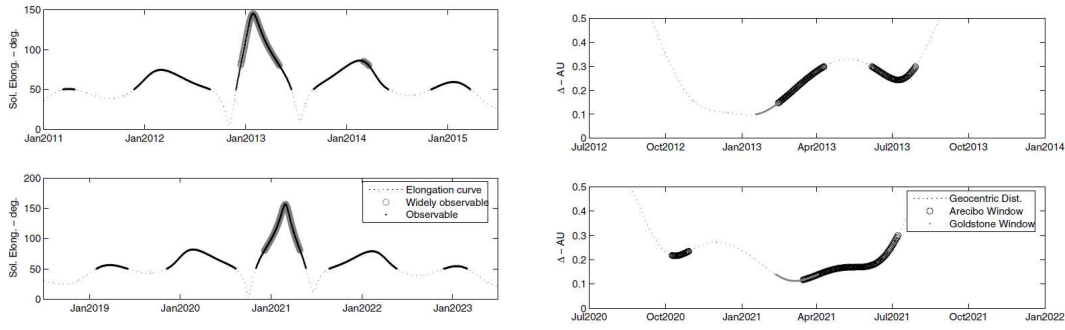 150
100
50
0
Sol. Elong. – deg.
Jan2011 Jan2012 Jan2013 Jan2014 Jan2015
0.5
0.4
0.3
0.2
0.1
0
Δ – AU
Jul2012 Oct2012 Jan2013 Apr2013 Jul2013 Oct2013 Jan2014
200
150
100
50
0
Sol. Elong. – deg.
Elongation curve
Widely observable
Observable
Jan2019 Jan2020 Jan2021 Jan2022 Jan2023
0.5
0.4
0.3
0.2
0.1
0
Δ – AU
Geocentric Dist.
Arecibo Window
Goldstone Window
Jul2020 Oct2020 Jan2021 Apr2021 Jul2021 Oct2021 Jan2022